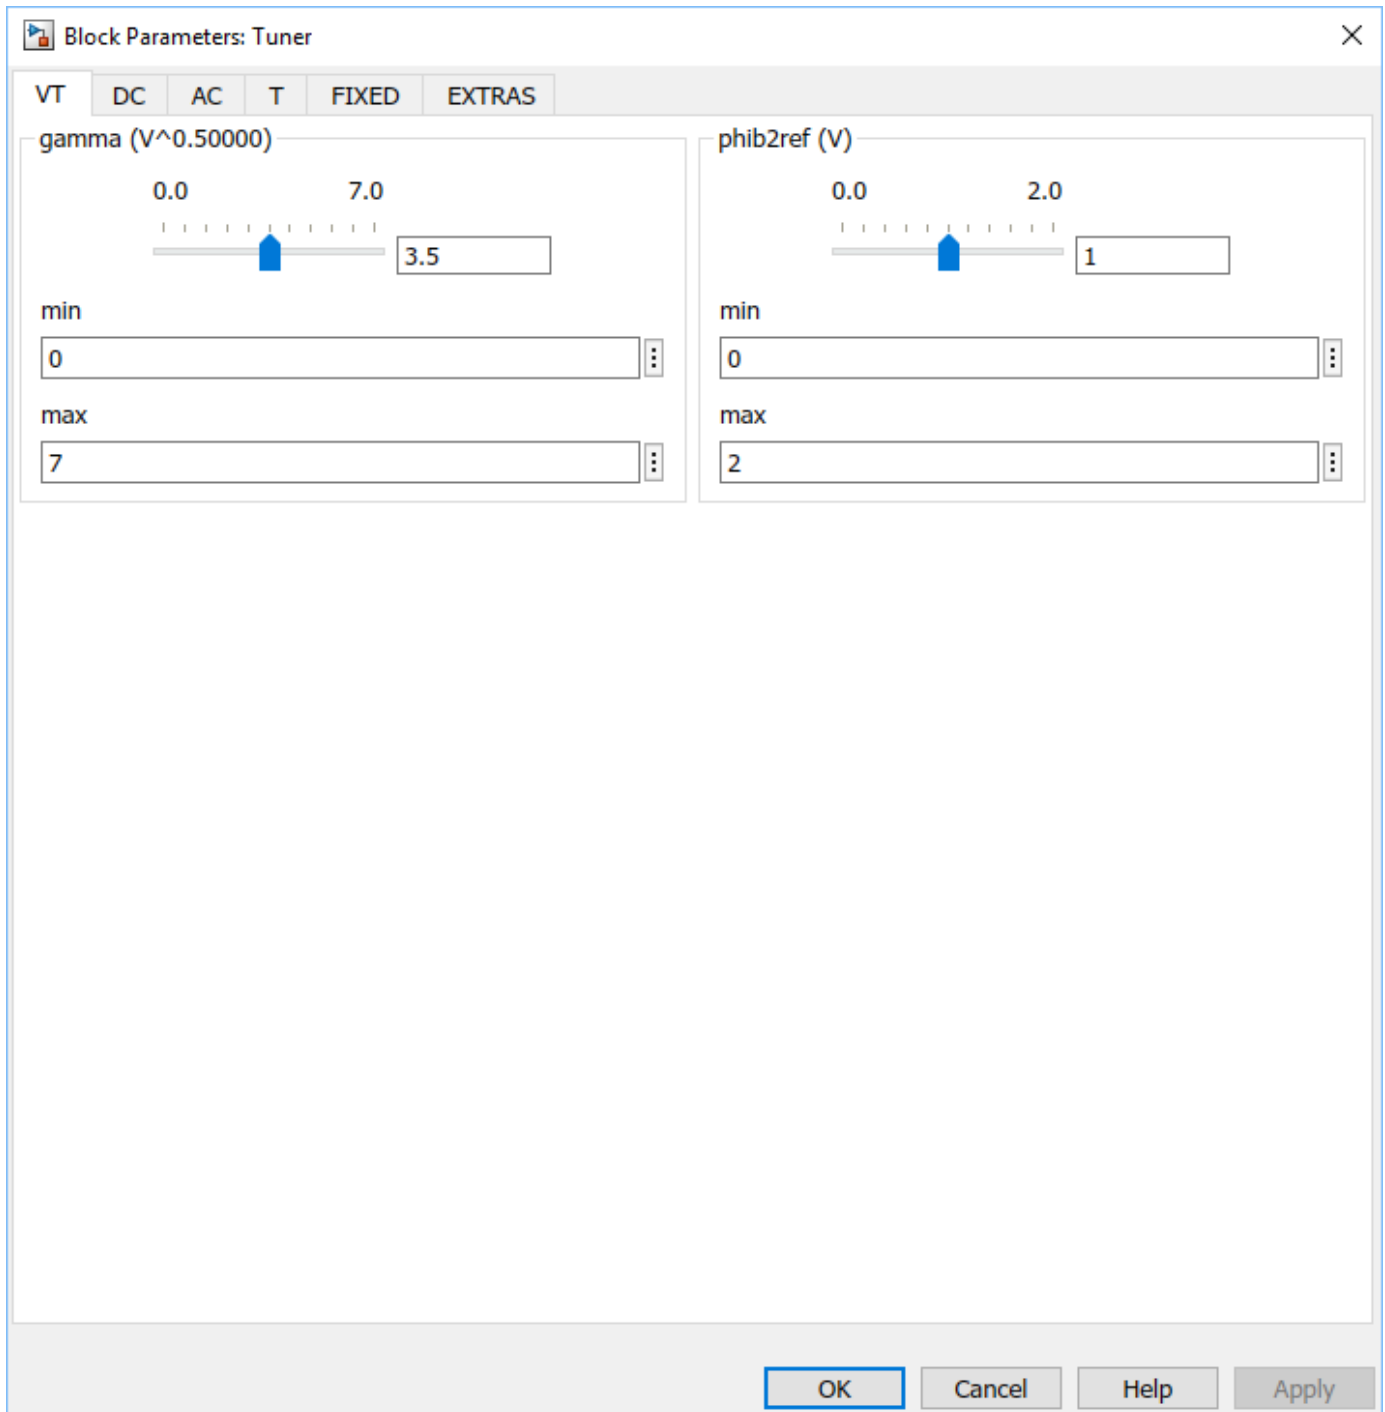 Block Parameters: Tuner
VT DC AC T FIXED EXTRAS
gamma (V^0.50000)
0.0 7.0
3.5
min
0
max
7
phib2ref (V)
0.0 2.0
1
min
0
max
2
OK Cancel Help Apply